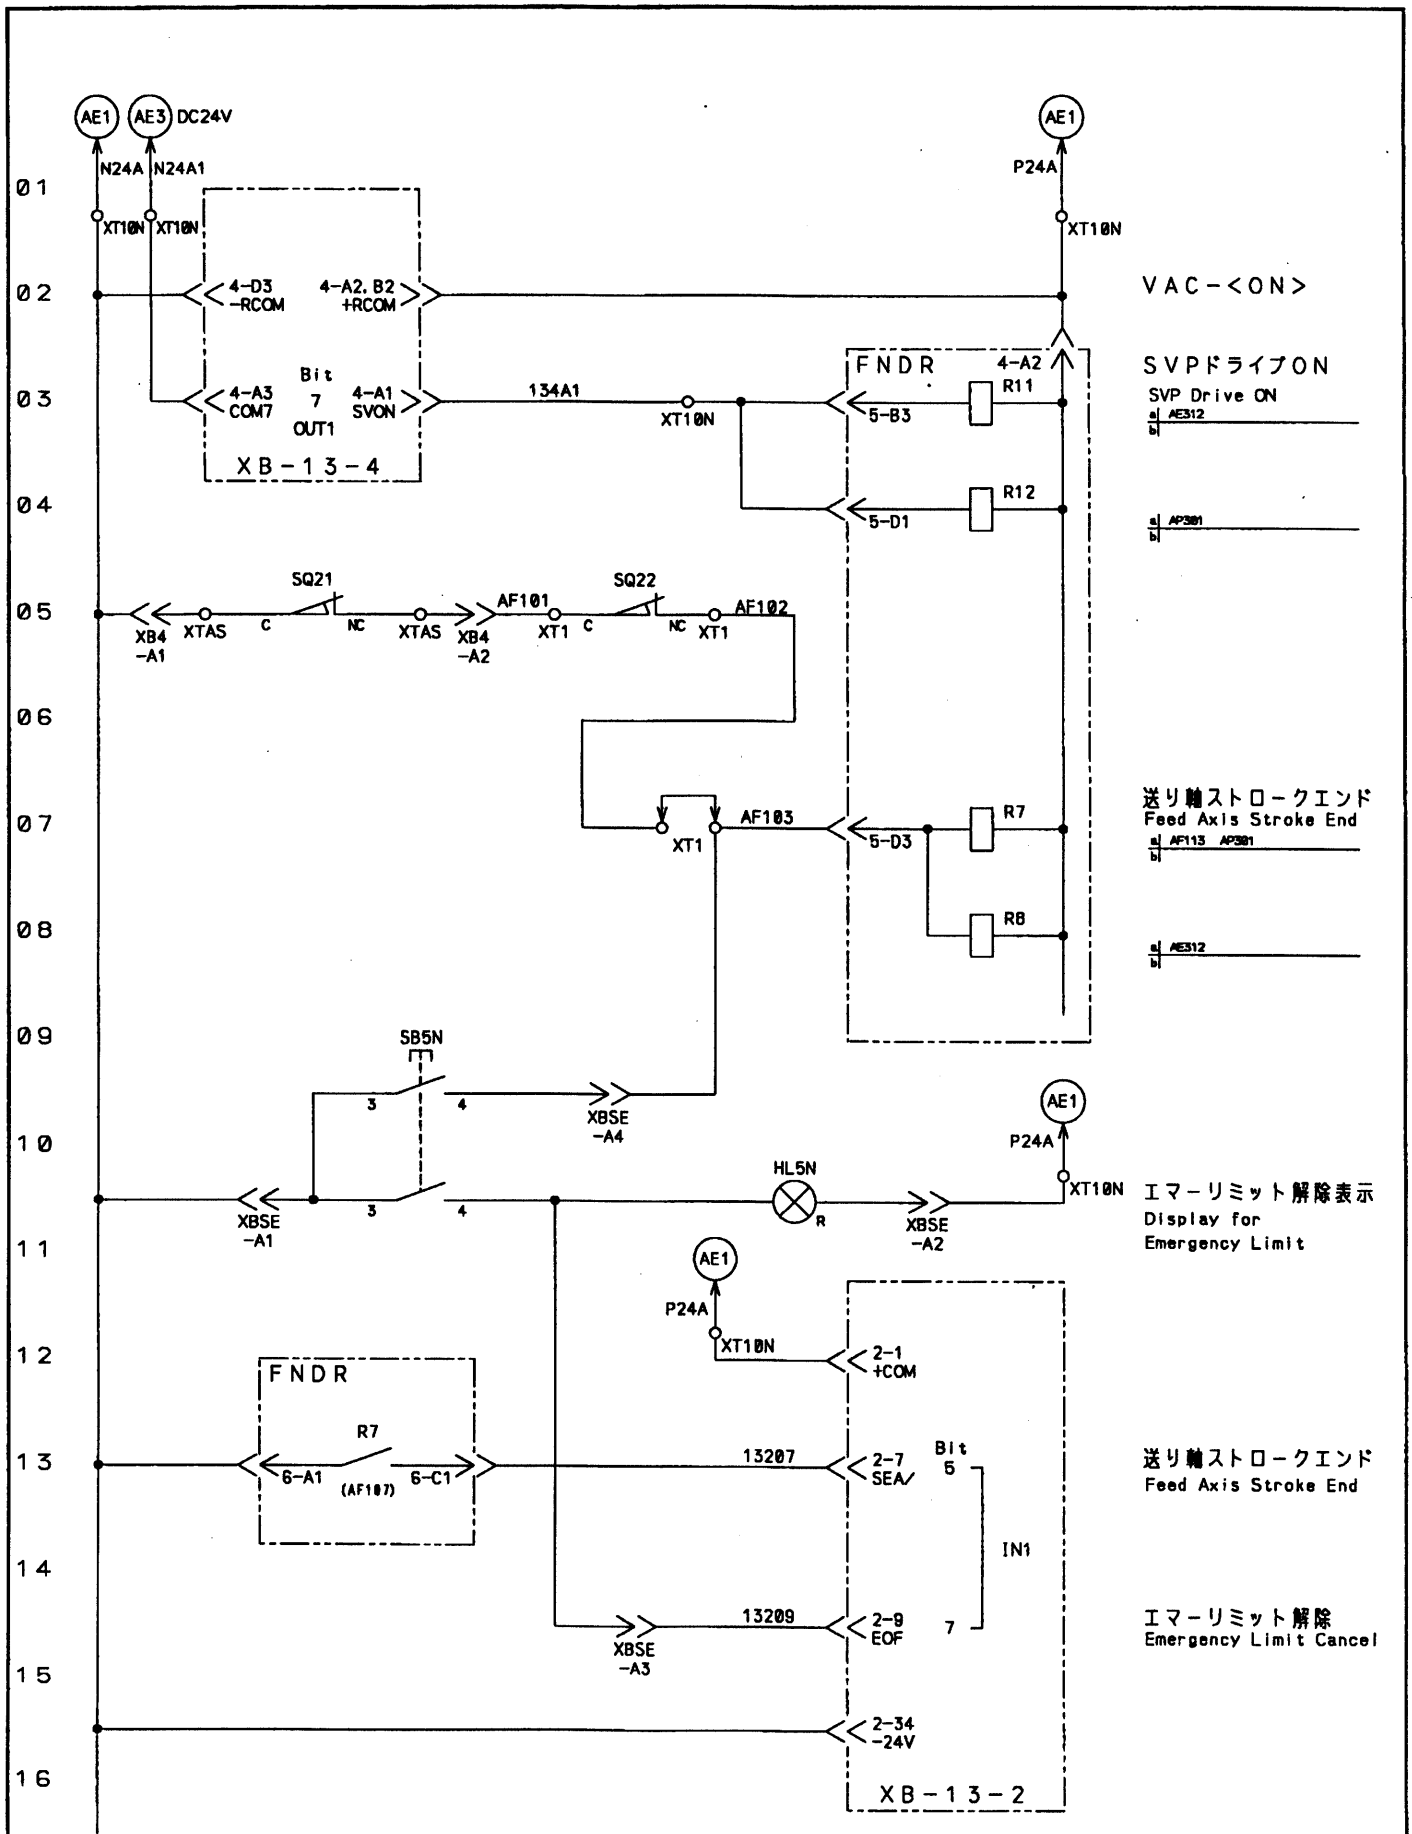 AE1 AE3 DC24V AE1
N24A N24A1 P24A
01
XT10N XT10N XT10N
02
4-D3 4-A2.B2
-RCOM +RCOM
VAC-<ON>
FNDR 4-A2
SVPドライブON
SVP Drive ON
a AE312
b
03
Bit
7
OUT1
4-A3 4-A1
COM7 SVON
134A1
XT10N
5-B3
R11
XB-13-4
04
5-D1
R12
a AP301
b
05
SQ21 SQ22
XB4
-A1
XTAS
C NC
XTAS
XB4
-A2
AF101
XT1
C NC
XT1
AF102
06
送り軸ストロークエンド
Feed Axis Stroke End
a AF113 AP301
b
07
XT1
AF103
5-D3
R7
08
R8
a AE312
b
09
SB5N
3 4
XBSE
-A4
AE1
P24A
XT10N
10
XBSE
-A1
3 4
HL5N
R
XBSE
-A2
エマーリミット解除表示
Display for
Emergency Limit
11
AE1
P24A
XT10N
12
2-1
+COM
FNDR
13
R7
6-A1 6-C1
(AF107)
13207
2-7
SEA/
Bit
5
送り軸ストロークエンド
Feed Axis Stroke End
IN1
14
XBSE
-A3
13209
2-9
EOF
7
エマーリミット解除
Emergency Limit Cancel
15
2-34
-24V
16
XB-13-2